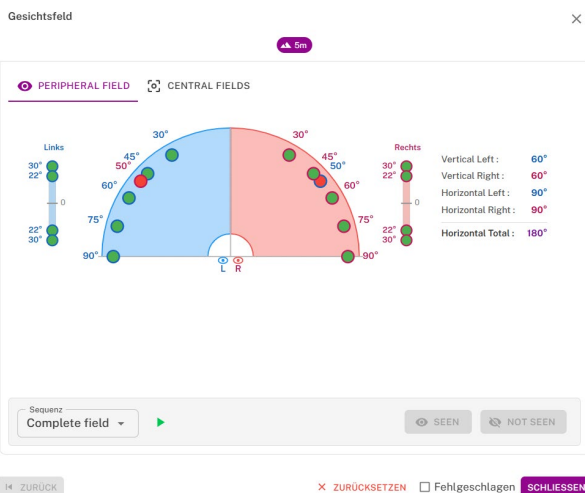 Gesichtsfeld
5m
PERIPHERAL FIELD
CENTRAL FIELDS
Links
30°
22°
0
22°
30°
30°
45°
50°
60°
75°
90°
L
R
30°
45°
50°
60°
75°
90°
Rechts
30°
22°
0
22°
30°
Vertical Left : 60°
Vertical Right : 60°
Horizontal Left : 90°
Horizontal Right : 90°
Horizontal Total : 180°
Sequenz
Complete field
SEEN
NOT SEEN
ZURÜCK
ZURÜCKSETZEN
Fehlgeschlagen
SCHLIESSEN